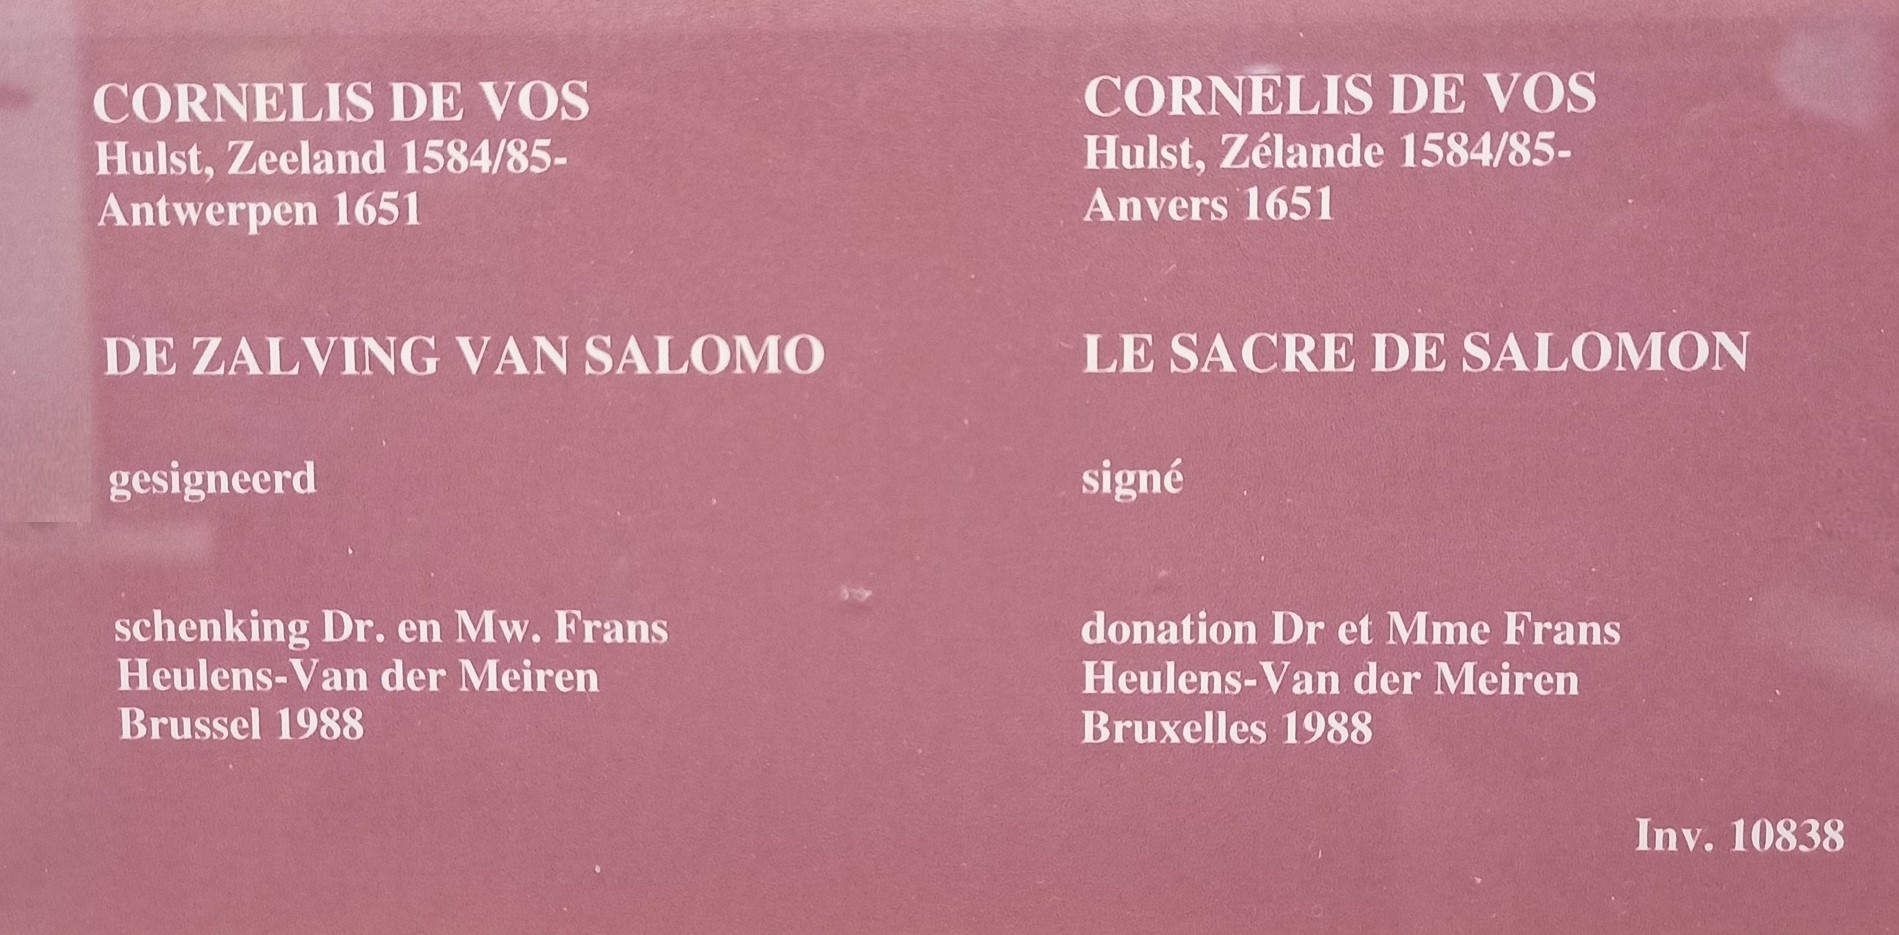 CORNELIS DE VOS
Hulst, Zeeland 1584/85-
Antwerpen 1651
DE ZALVING VAN SALOMO
gesigneerd
schenking Dr. en Mw. Frans
Heulens-Van der Meiren
Brussel 1988
CORNELIS DE VOS
Hulst, Zélande 1584/85-
Anvers 1651
LE SACRE DE SALOMON
signé
donation Dr et Mme Frans
Heulens-Van der Meiren
Bruxelles 1988
Inv. 10838